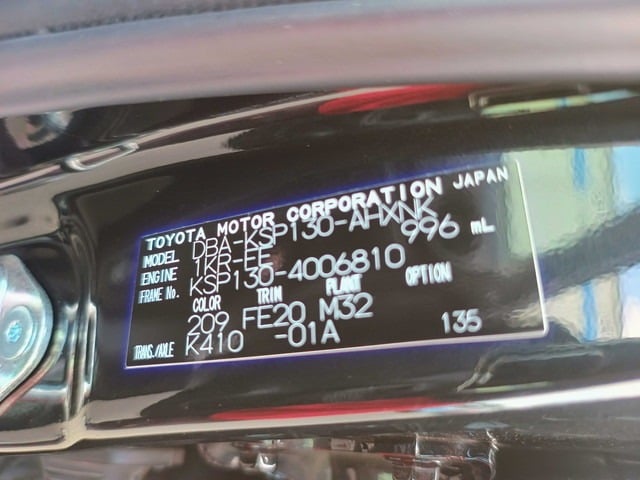 TOYOTA MOTOR CORPORATION JAPAN
MODEL DBA-KSP130-AHXNK
ENGINE 1KR-FE 996 mL
FRAME No. KSP130-4006810
COLOR TRIM PLANT OPTION
209 FE20 M32
TRANS./AXLE K410 -01A 135